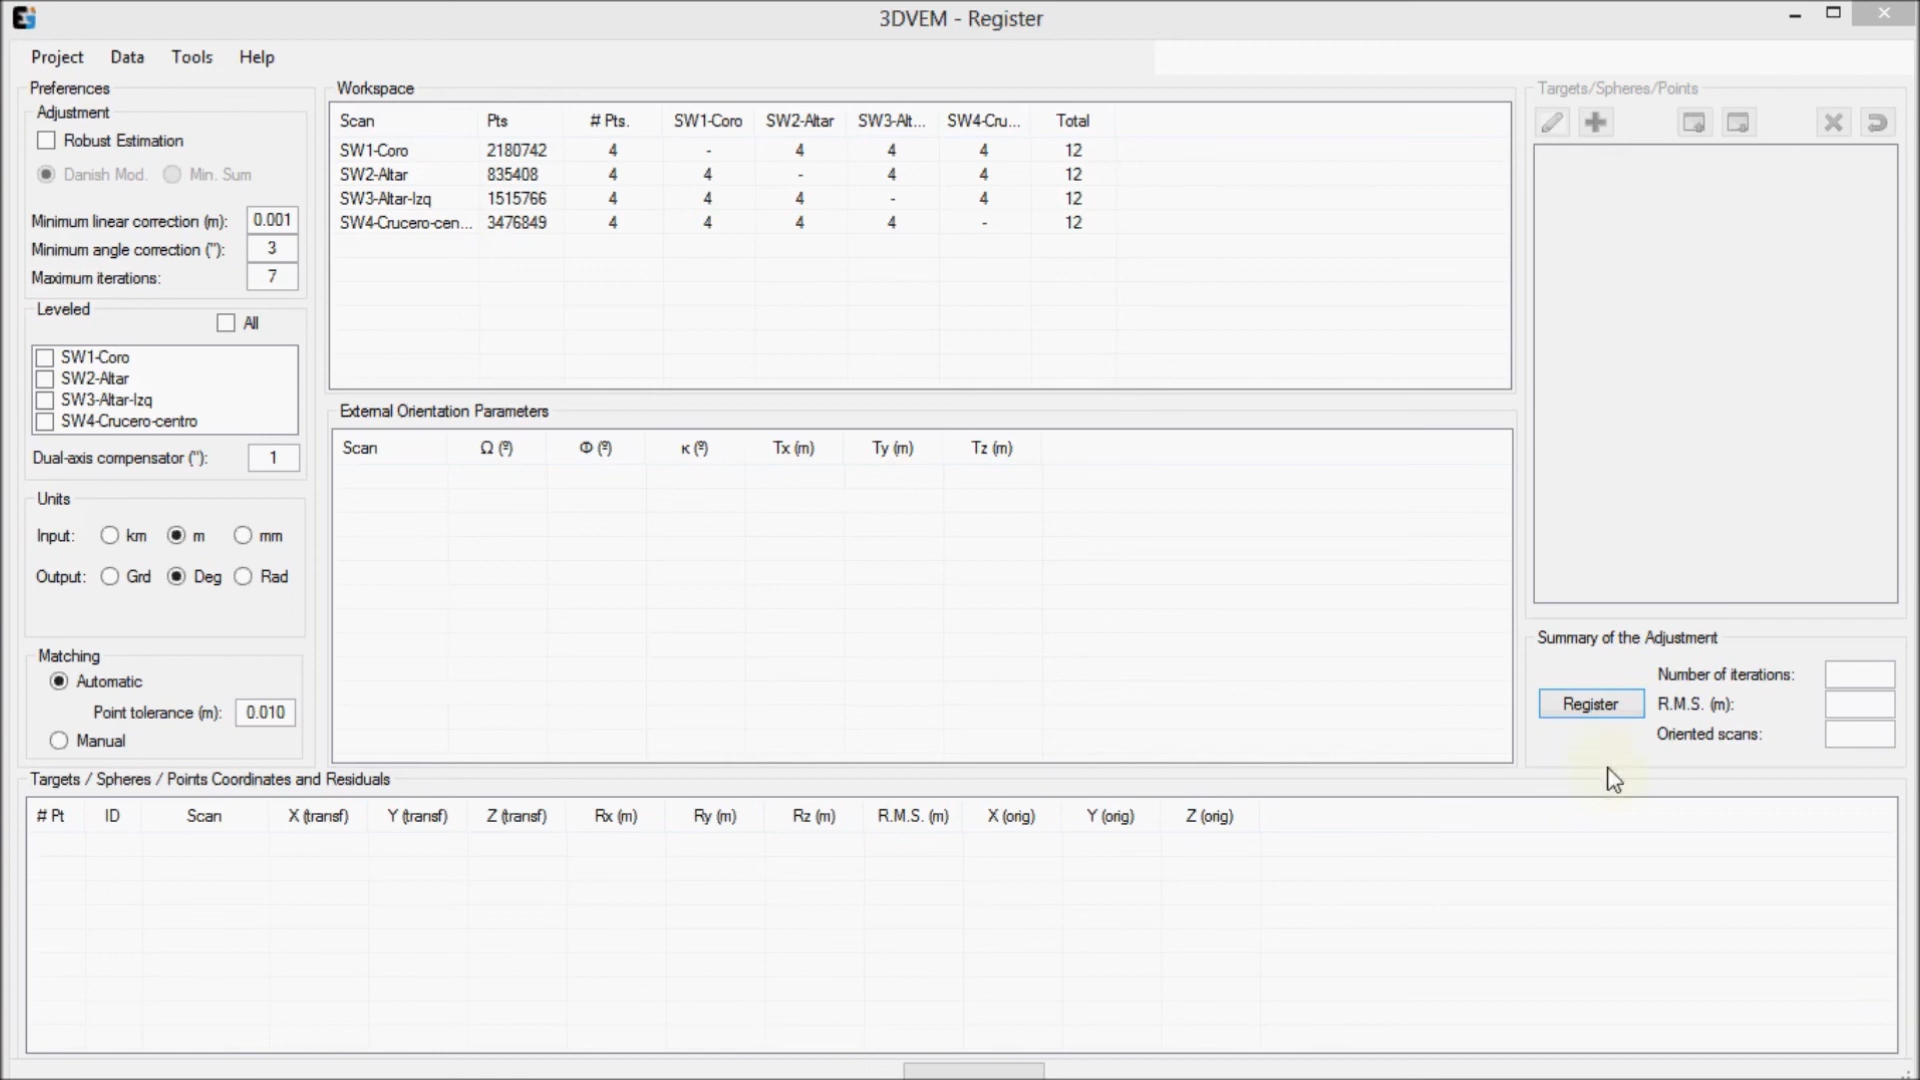 3DVEM - Register
Project Data Tools Help
Preferences
Adjustment
Robust Estimation
Danish Mod. Min. Sum
Minimum linear correction (m): 0.001
Minimum angle correction (''): 3
Maximum iterations: 7
Leveled
All
SW1-Coro
SW2-Altar
SW3-Altar-Izq
SW4-Crucero-centro
Dual-axis compensator (''): 1
Units
Input: km m mm
Output: Grd Deg Rad
Matching
Automatic
Point tolerance (m): 0.010
Manual
Workspace
Scan Pts # Pts. SW1-Coro SW2-Altar SW3-Alt... SW4-Cru... Total
SW1-Coro 2180742 4 - 4 4 4 12
SW2-Altar 835408 4 4 - 4 4 12
SW3-Altar-Izq 1515766 4 4 4 - 4 12
SW4-Crucero-cen... 3476849 4 4 4 4 - 12
External Orientation Parameters
Scan Ω (º) Φ (º) κ (º) Tx (m) Ty (m) Tz (m)
Targets/Spheres/Points
Summary of the Adjustment
Number of iterations:
Register R.M.S. (m):
Oriented scans:
Targets / Spheres / Points Coordinates and Residuals
# Pt ID Scan X (transf) Y (transf) Z (transf) Rx (m) Ry (m) Rz (m) R.M.S. (m) X (orig) Y (orig) Z (orig)